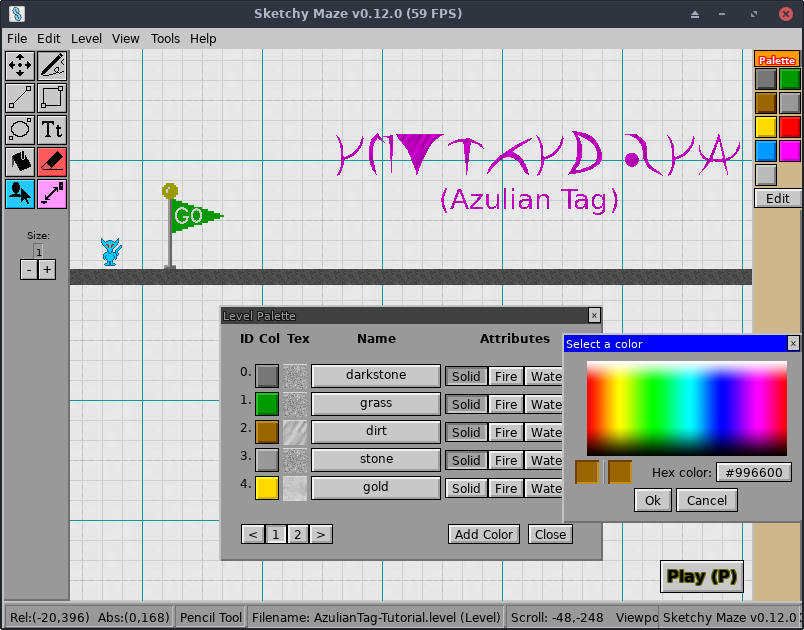 Sketchy Maze v0.12.0 (59 FPS)
File Edit Level View Tools Help
Tt
Size:
1
- +
GO
(Azulian Tag)
Palette
Edit
Level Palette x
ID Col Tex Name Attributes
0. darkstone Solid Fire Wate
1. grass Solid Fire Wate
2. dirt Solid Fire Wate
3. stone Solid Fire Wate
4. gold Solid Fire Wate
< 1 2 > Add Color Close
Select a color x
Hex color: #996600
Ok Cancel
Play (P)
Rel:(-20,396) Abs:(0,168) Pencil Tool Filename: AzulianTag-Tutorial.level (Level) Scroll: -48,-248 Viewpo Sketchy Maze v0.12.0